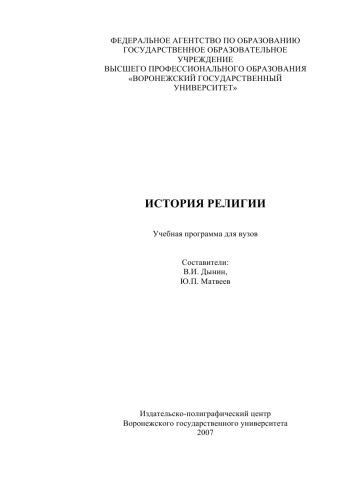 ФЕДЕРАЛЬНОЕ АГЕНТСТВО ПО ОБРАЗОВАНИЮ
ГОСУДАРСТВЕННОЕ ОБРАЗОВАТЕЛЬНОЕ
УЧРЕЖДЕНИЕ
ВЫСШЕГО ПРОФЕССИОНАЛЬНОГО ОБРАЗОВАНИЯ
«ВОРОНЕЖСКИЙ ГОСУДАРСТВЕННЫЙ
УНИВЕРСИТЕТ»
ИСТОРИЯ РЕЛИГИИ
Учебная программа для вузов
Составители:
В.И. Дынин,
Ю.П. Матвеев
Издательско-полиграфический центр
Воронежского государственного университета
2007